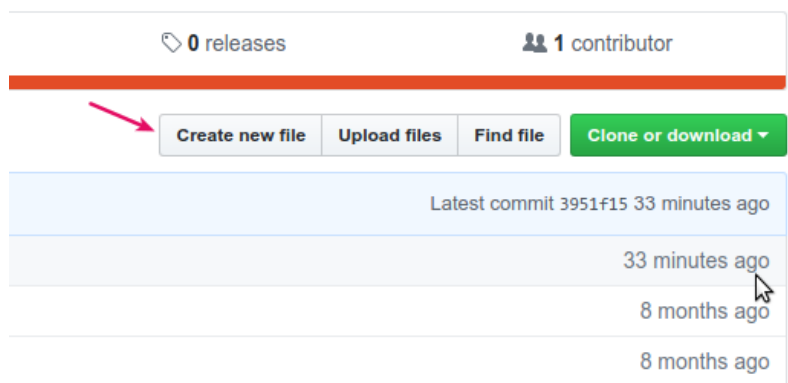 0 releases 1 contributor
Create new file Upload files Find file Clone or download
Latest commit 3951f15 33 minutes ago
33 minutes ago
8 months ago
8 months ago